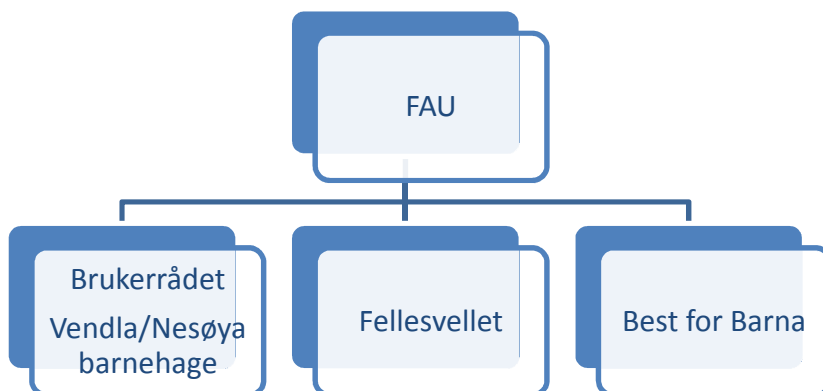 FAU
Brukerrådet
Vendla/Nesøya
barnehage
Fellesvellet
Best for Barna